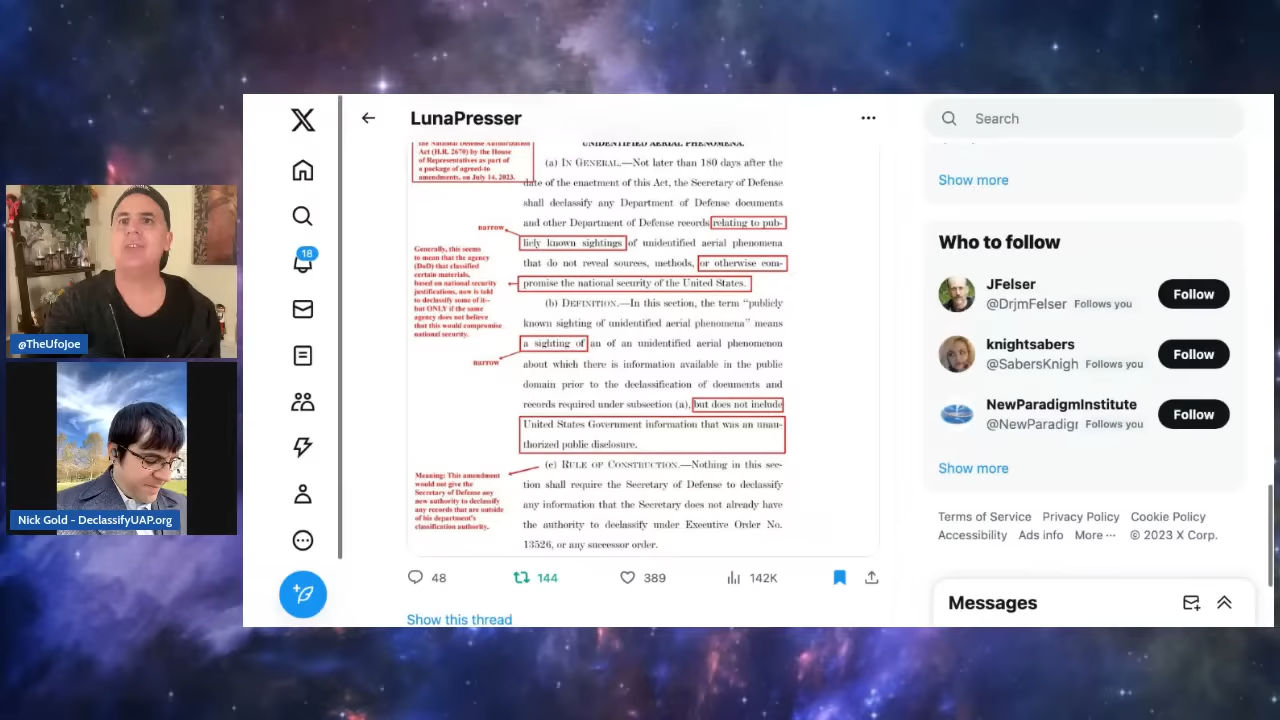 LunaPresser
the National Defense Authorization
Act (H.R. 2670) by the House
of Representatives as part of
a package of agreed-to
amendments, on July 14, 2023.
UNIDENTIFIED AERIAL PHENOMENA.
(a) IN GENERAL.—Not later than 180 days after the
date of the enactment of this Act, the Secretary of Defense
shall declassify any Department of Defense documents
and other Department of Defense records relating to pub-
licly known sightings of unidentified aerial phenomena
that do not reveal sources, methods, or otherwise com-
promise the national security of the United States.
(b) DEFINITION.—In this section, the term “publicly
known sighting of unidentified aerial phenomena” means
a sighting of an of an unidentified aerial phenomenon
about which there is information available in the public
domain prior to the declassification of documents and
records required under subsection (a), but does not include
United States Government information that was an unau-
thorized public disclosure.
(c) RULE OF CONSTRUCTION.—Nothing in this sec-
tion shall require the Secretary of Defense to declassify
any information that the Secretary does not already have
the authority to declassify under Executive Order No.
13526, or any successor order.
narrow
Generally, this seems
to mean that the agency
(DoD) that classified
certain materials,
based on national security
justifications, now is told
to declassify some of it--
but ONLY if the same
agency does not believe
that this would compromise
national security.
narrow
Meaning: This amendment
would not give the
Secretary of Defense any
new authority to declassify
any records that are outside
of his department's
classification authority.
48
144
389
142K
Show this thread
18
Search
Show more
Who to follow
JFelser
@DrjmFelser Follows you
Follow
knightsabers
@SabersKnigh Follows you
Follow
NewParadigmInstitute
@NewParadigr Follows you
Follow
Show more
Terms of Service Privacy Policy Cookie Policy
Accessibility Ads info More ··· © 2023 X Corp.
Messages
@TheUfoJoe
Nick Gold - DeclassifyUAP.org